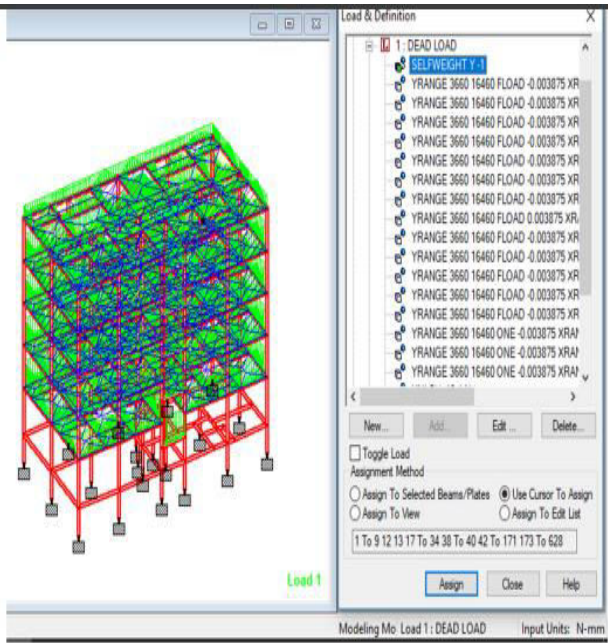 Load & Definition
1 : DEAD LOAD
SELFWEIGHT Y -1
YRANGE 3660 16460 FLOAD -0.003875 XR
YRANGE 3660 16460 FLOAD -0.003875 XR
YRANGE 3660 16460 FLOAD -0.003875 XR
YRANGE 3660 16460 FLOAD -0.003875 XR
YRANGE 3660 16460 FLOAD -0.003875 XR
YRANGE 3660 16460 FLOAD -0.003875 XR
YRANGE 3660 16460 FLOAD 0.003875 XR
YRANGE 3660 16460 FLOAD -0.003875 XR
YRANGE 3660 16460 FLOAD -0.003875 XR
YRANGE 3660 16460 FLOAD -0.003875 XR
YRANGE 3660 16460 FLOAD -0.003875 XR
YRANGE 3660 16460 FLOAD -0.003875 XR
YRANGE 3660 16460 ONE -0.003875 XRAN
YRANGE 3660 16460 ONE -0.003875 XRAN
YRANGE 3660 16460 ONE -0.003875 XRAN
New...
Add...
Edit ...
Delete...
Toggle Load
Assignment Method
Assign To Selected Beams/Plates
Use Cursor To Assign
Assign To View
Assign To Edit List
1 To 9 12 13 17 To 34 38 To 40 42 To 171 173 To 628
Load 1
Assign
Close
Help
Modeling Mo
Load 1 : DEAD LOAD
Input Units:
N-mm